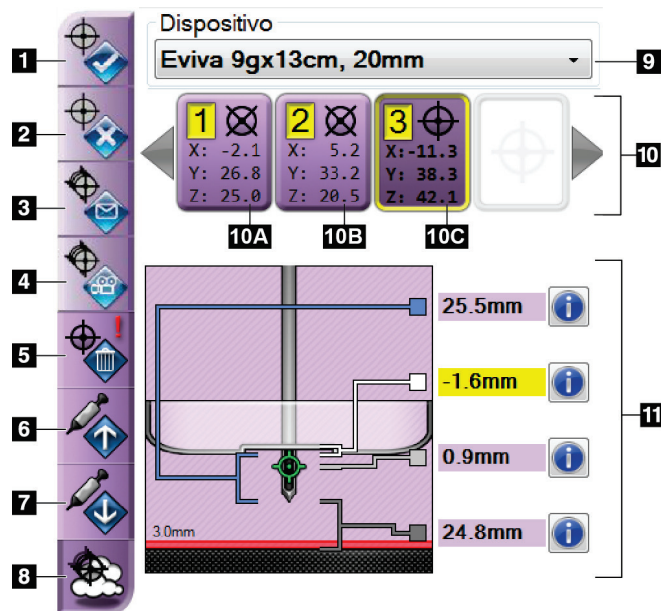 Dispositivo
1
Eviva 9gx13cm, 20mm
9
2
1
X: -2.1
Y: 26.8
Z: 25.0
2
X: 5.2
Y: 33.2
Z: 20.5
3
X:-11.3
Y: 38.3
Z: 42.1
10
3
10A
10B
10C
4
25.5mm
5
-1.6mm
6
11
0.9mm
7
3.0mm
24.8mm
8